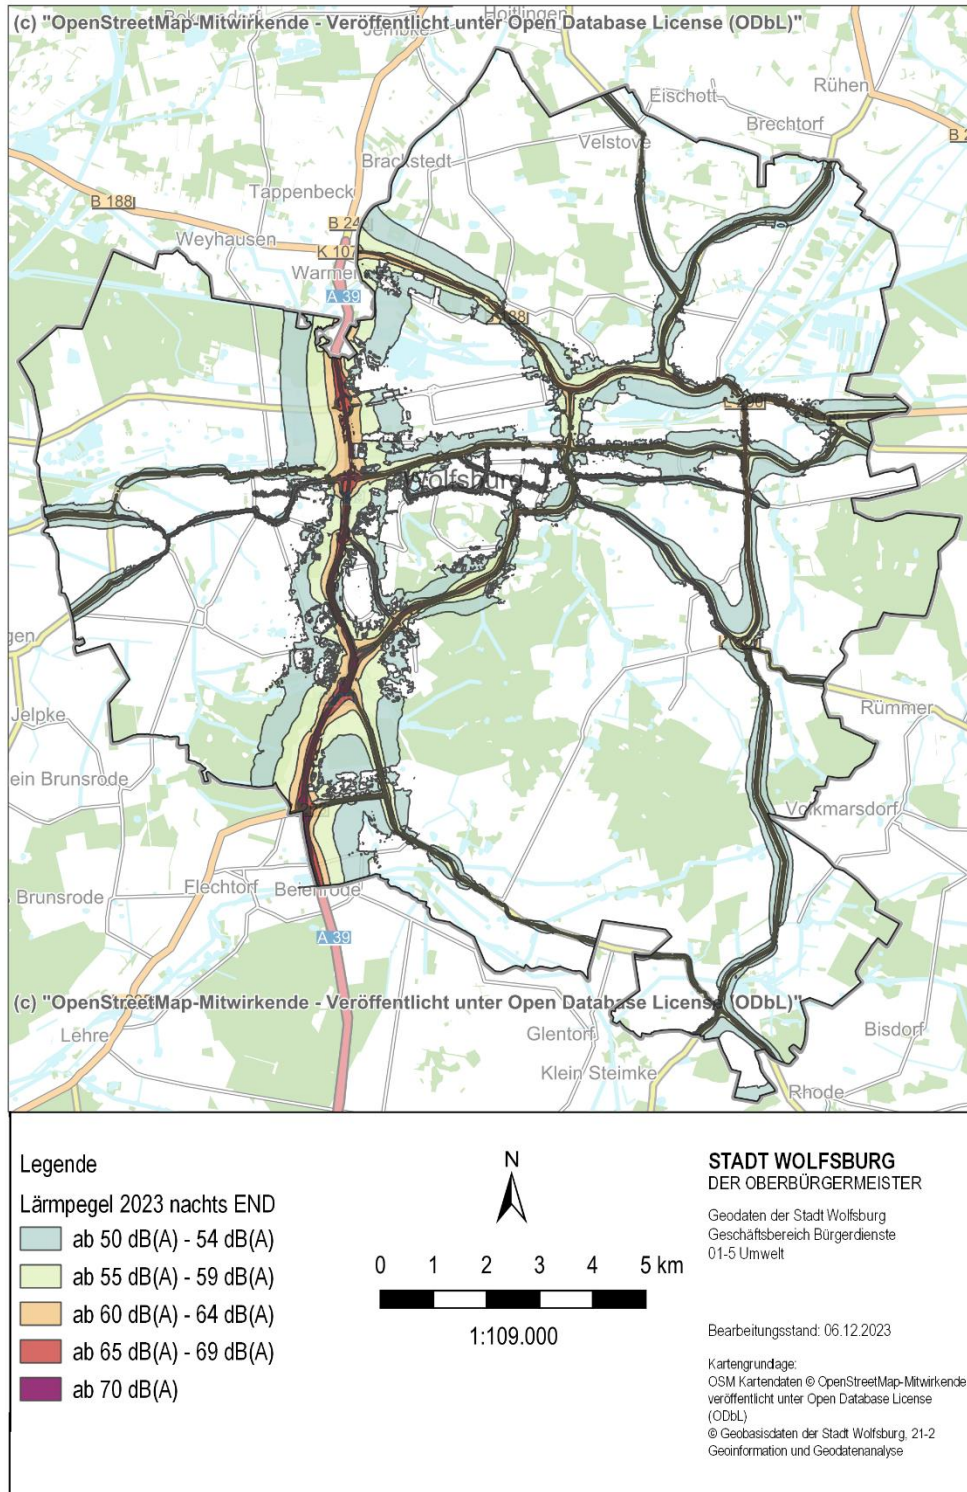 (c) "OpenStreetMap-Mitwirkende - Veröffentlicht unter Open Database License (ODbL)"
Jembke
Hoitlingen
Rühen
Eischott
Brechtorf
Velstove
Brackstedt
Tappenbeck
B 188
B 24
Weyhausen
K 107
Warmen
A 39
Wolfsburg
Jelpke
Rümmer
ein Brunsrode
Volkmarsdorf
Flechtorf
Beienrode
Brunsrode
A 39
(c) "OpenStreetMap-Mitwirkende - Veröffentlicht unter Open Database License (ODbL)"
Lehre
Glentorf
Bisdorf
Klein Steimke
Rhode
Legende
Lärmpegel 2023 nachts END
ab 50 dB(A) - 54 dB(A)
ab 55 dB(A) - 59 dB(A)
ab 60 dB(A) - 64 dB(A)
ab 65 dB(A) - 69 dB(A)
ab 70 dB(A)
N
0 1 2 3 4 5 km
1:109.000
STADT WOLFSBURG
DER OBERBÜRGERMEISTER
Geodaten der Stadt Wolfsburg
Geschäftsbereich Bürgerdienste
01-5 Umwelt
Bearbeitungsstand: 06.12.2023
Kartengrundlage:
OSM Kartendaten © OpenStreetMap-Mitwirkende
veröffentlicht unter Open Database License
(ODbL)
© Geobasisdaten der Stadt Wolfsburg, 21-2
Geoinformation und Geodatenanalyse